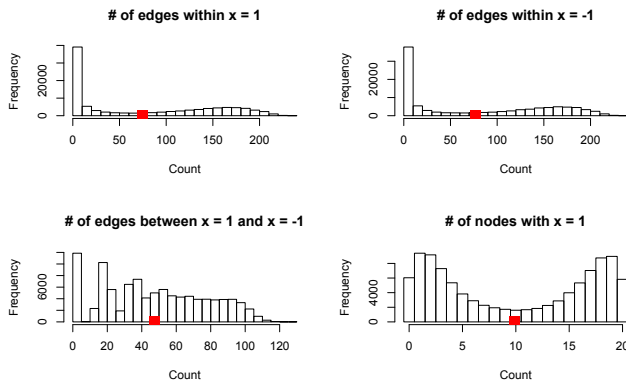 # of edges within x = 1
Frequency
0
20000
0
50
100
150
200
Count
# of edges within x = -1
Frequency
0
20000
0
50
100
150
200
Count
# of edges between x = 1 and x = -1
Frequency
0
6000
0
20
40
60
80
100
120
Count
# of nodes with x = 1
Frequency
0
4000
0
5
10
15
20
Count